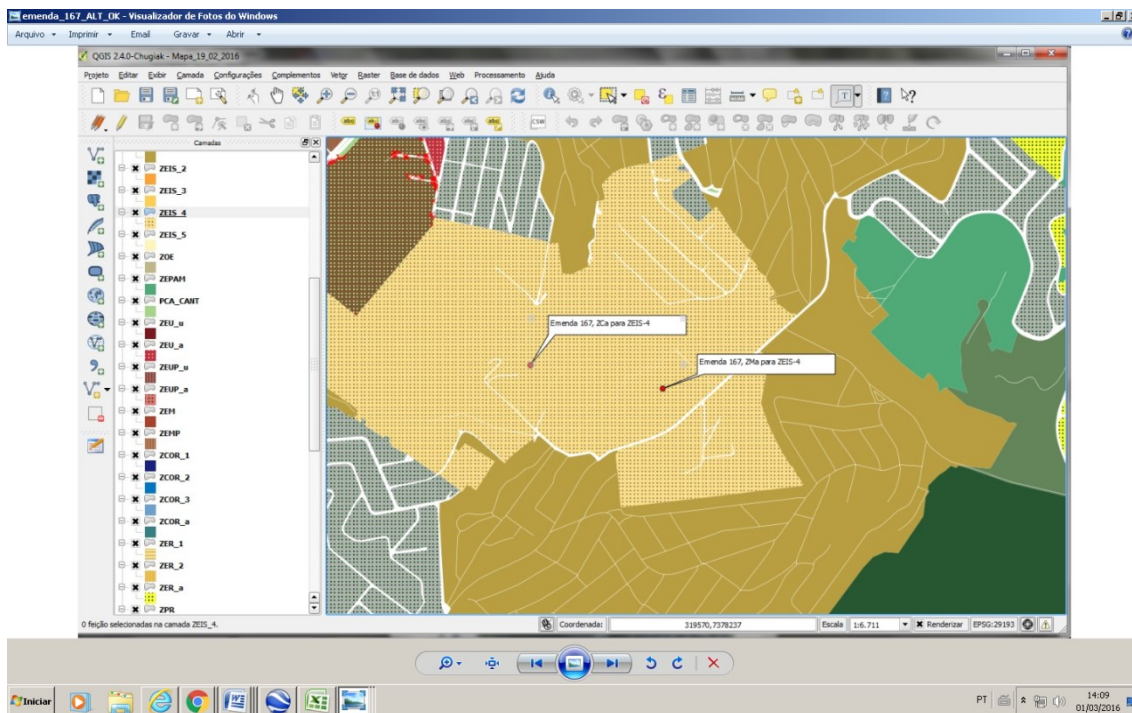 emenda_167_ALT_OK - Visualizador de Fotos do Windows
Arquivo Imprimir Email Gravar Abrir
QGIS 2.4.0-Chugiak - Mapa_19_02_2016
Projeto Editar Exibir Camada Configurações Complementos Vetor Raster Base de dados Web Processamento Ajuda
CSW
Camadas
ZEIS_2
ZEIS_3
ZEIS_4
ZEIS_5
ZOE
ZEPAM
PCA_CANT
ZEU_u
ZEU_a
ZEUP_u
ZEUP_a
ZEM
ZEMP
ZCOR_1
ZCOR_2
ZCOR_3
ZCOR_a
ZER_1
ZER_2
ZER_a
ZPR
Emenda 167, ZCa para ZEIS-4
Emenda 167, ZMa para ZEIS-4
0 feição selecionadas na camada ZEIS_4.
Coordenada: 319570,7378237 Escala 1:6.711 Renderizar EPSG:29193
Iniciar
PT
14:09
01/03/2016